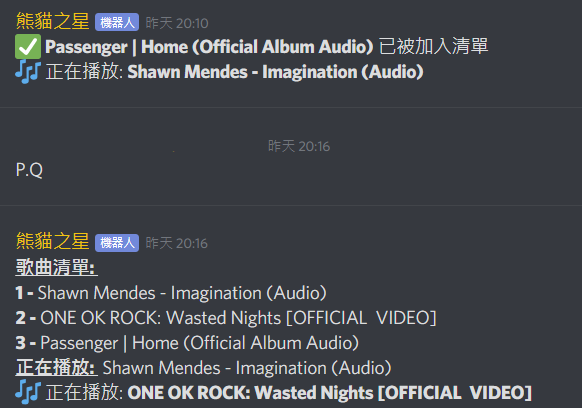 熊貓之星 機器人 昨天 20:10
✅ Passenger | Home (Official Album Audio) 已被加入清單
🎶 正在播放: Shawn Mendes - Imagination (Audio)
昨天 20:16
P.Q
熊貓之星 機器人 昨天 20:16
歌曲清單:
1 - Shawn Mendes - Imagination (Audio)
2 - ONE OK ROCK: Wasted Nights [OFFICIAL VIDEO]
3 - Passenger | Home (Official Album Audio)
正在播放: Shawn Mendes - Imagination (Audio)
🎶 正在播放: ONE OK ROCK: Wasted Nights [OFFICIAL VIDEO]